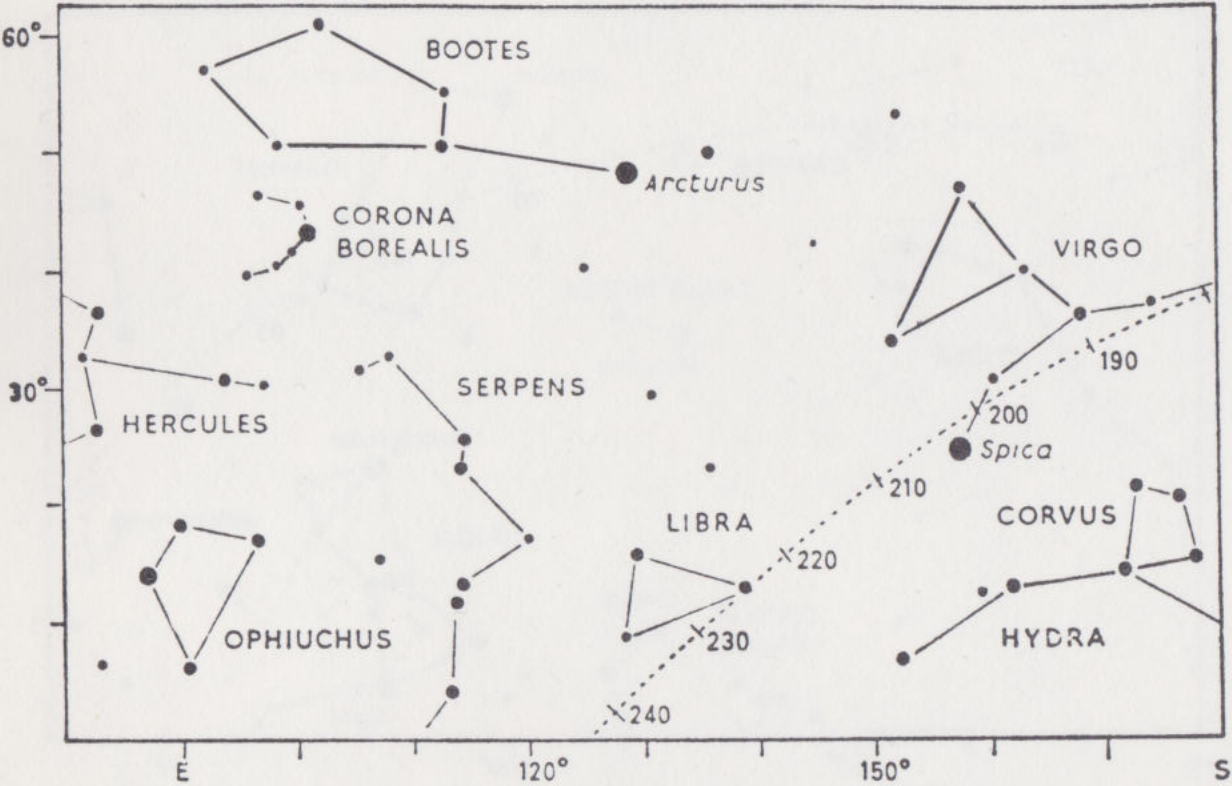 60°
BOOTES
Arcturus
CORONA
BOREALIS
VIRGO
190
30°
SERPENS
HERCULES
200
Spica
210
LIBRA
CORVUS
220
OPHIUCHUS
230
HYDRA
240
E
120°
150°
S